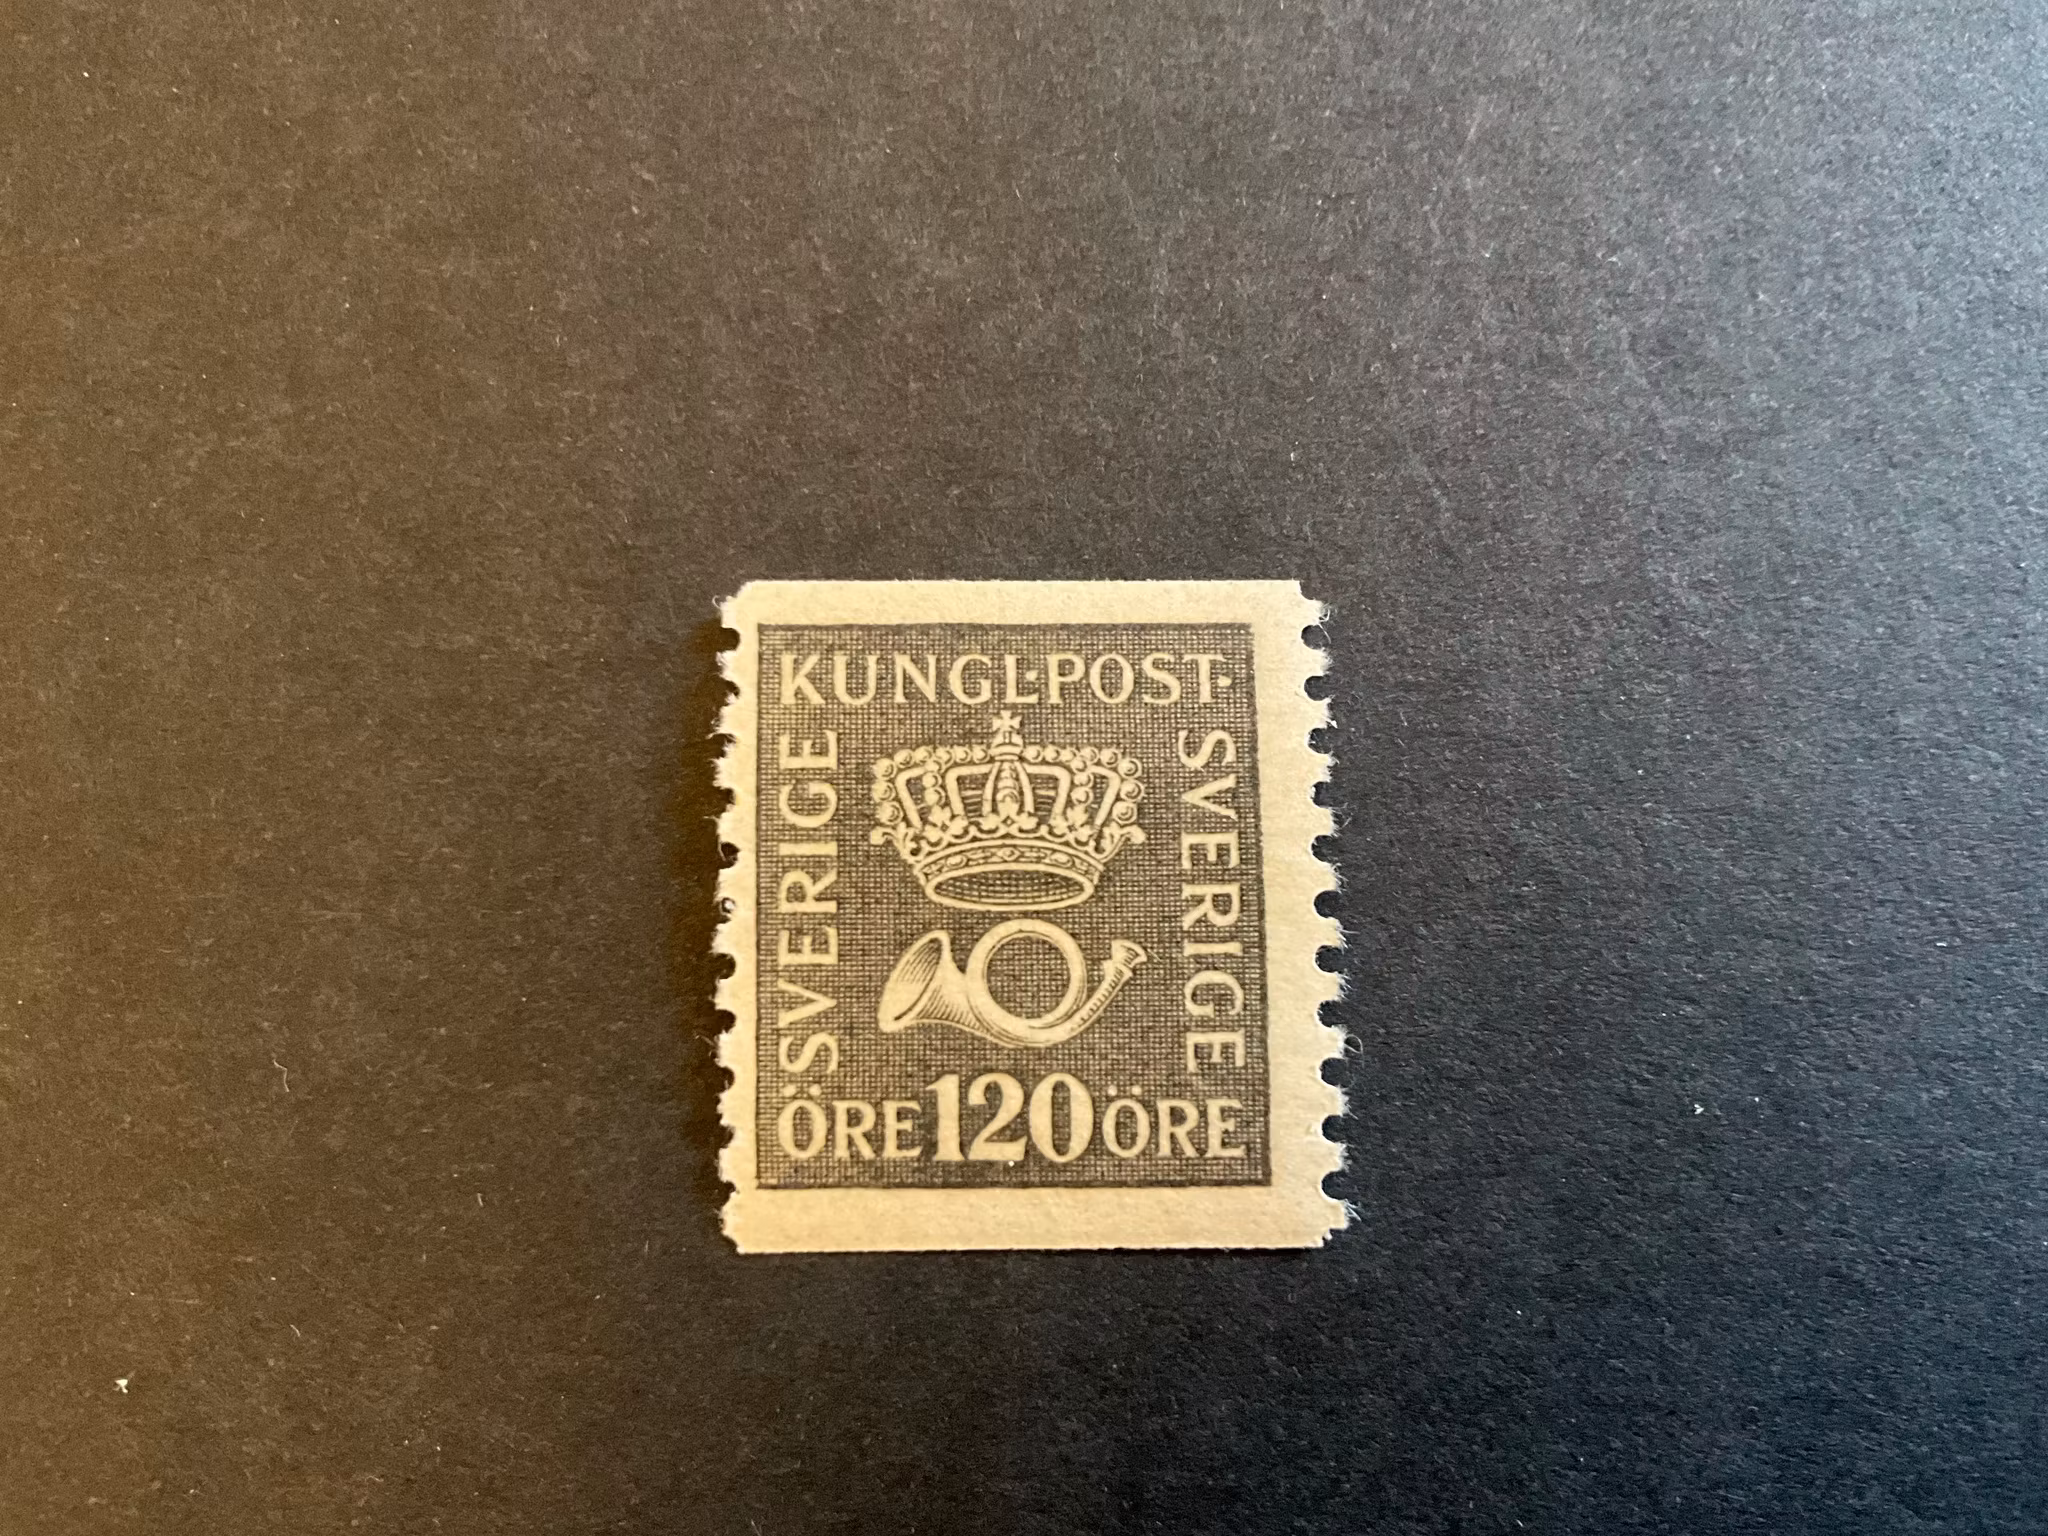 KUNGL·POST·
SVERIGE
SVERIGE
ÖRE 120 ÖRE